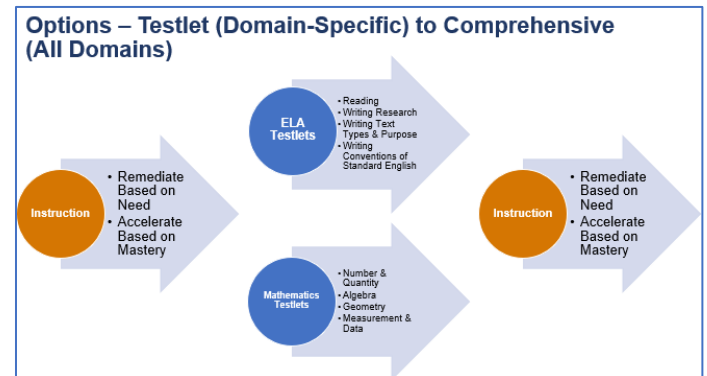 Options – Testlet (Domain-Specific) to Comprehensive
(All Domains)
Instruction
• Remediate
Based on
Need
• Accelerate
Based on
Mastery
ELA
Testlets
• Reading
• Writing Research
• Writing Text
Types & Purpose
• Writing
Conventions of
Standard English
Mathematics
Testlets
• Number &
Quantity
• Algebra
• Geometry
• Measurement &
Data
Instruction
• Remediate
Based on
Need
• Accelerate
Based on
Mastery